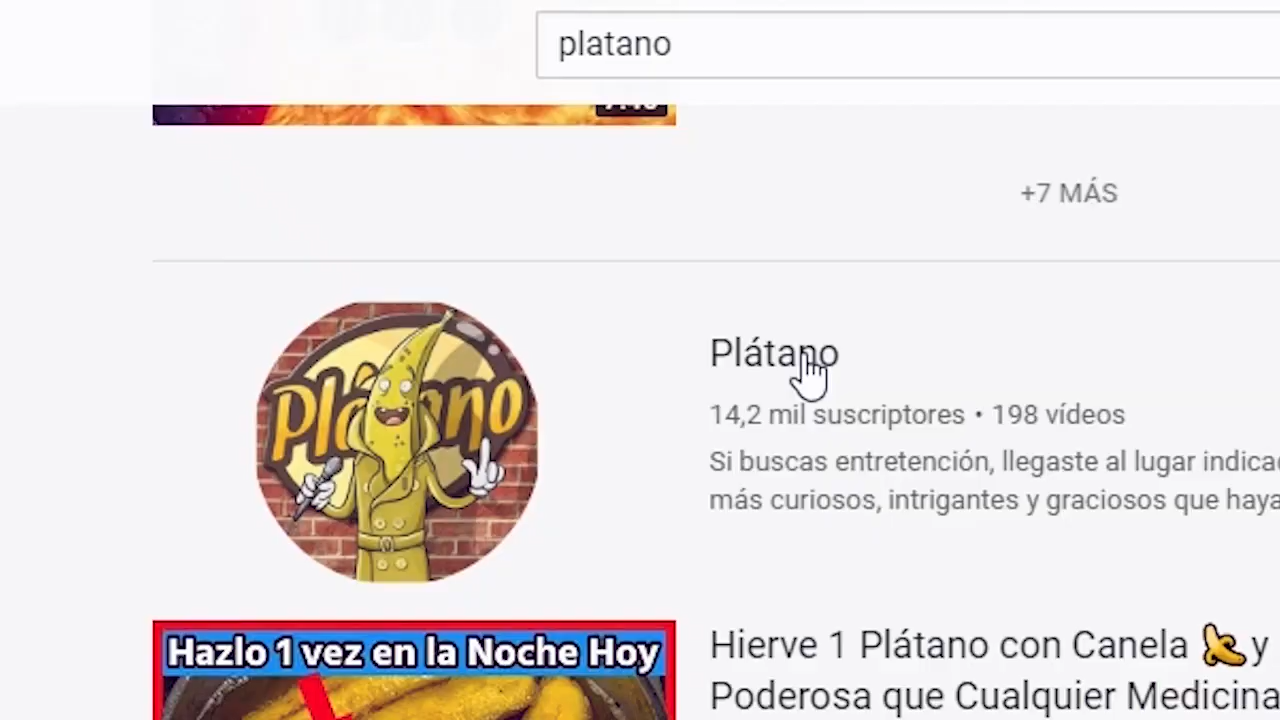 platano
+7 MÁS
Plátano
Plátano
14,2 mil suscriptores • 198 vídeos
Si buscas entretención, llegaste al lugar
más curiosos, intrigantes y graciosos que
Hazlo 1 vez en la Noche Hoy
Hierve 1 Plátano con Canela 🍌 y
Poderosa que Cualquier Medicina